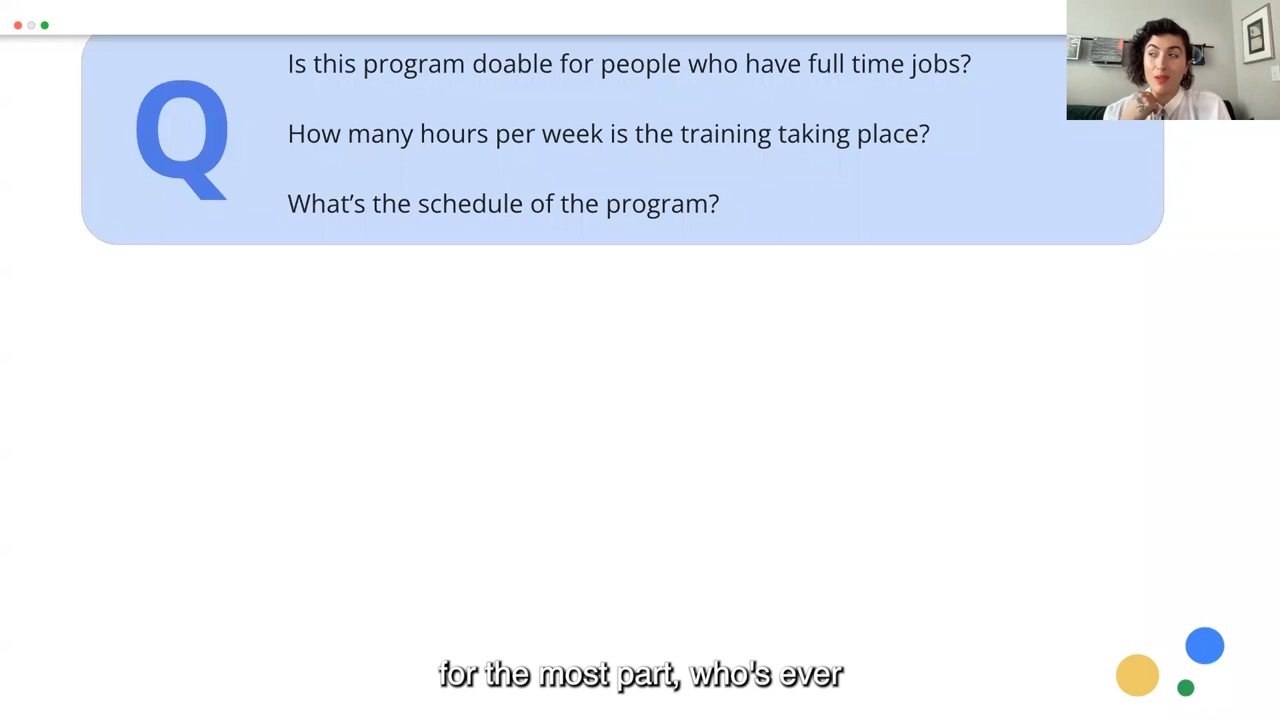 Q
Is this program doable for people who have full time jobs?
How many hours per week is the training taking place?
What’s the schedule of the program?
for the most part, who's ever